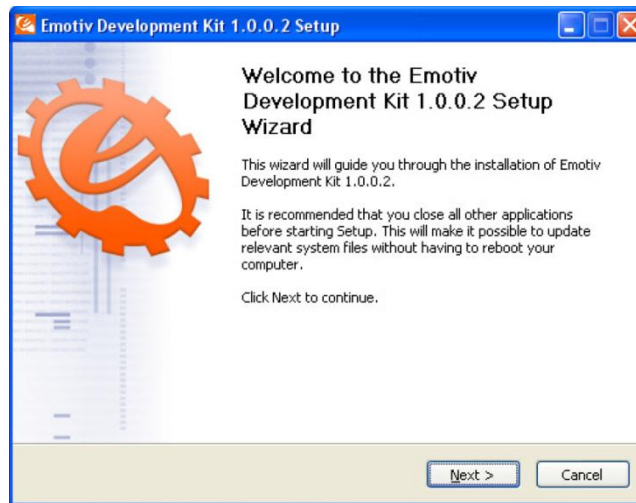 Emotiv Development Kit 1.0.0.2 Setup
Welcome to the Emotiv
Development Kit 1.0.0.2 Setup
Wizard
This wizard will guide you through the installation of Emotiv
Development Kit 1.0.0.2.
It is recommended that you close all other applications
before starting Setup. This will make it possible to update
relevant system files without having to reboot your
computer.
Click Next to continue.
Next >
Cancel